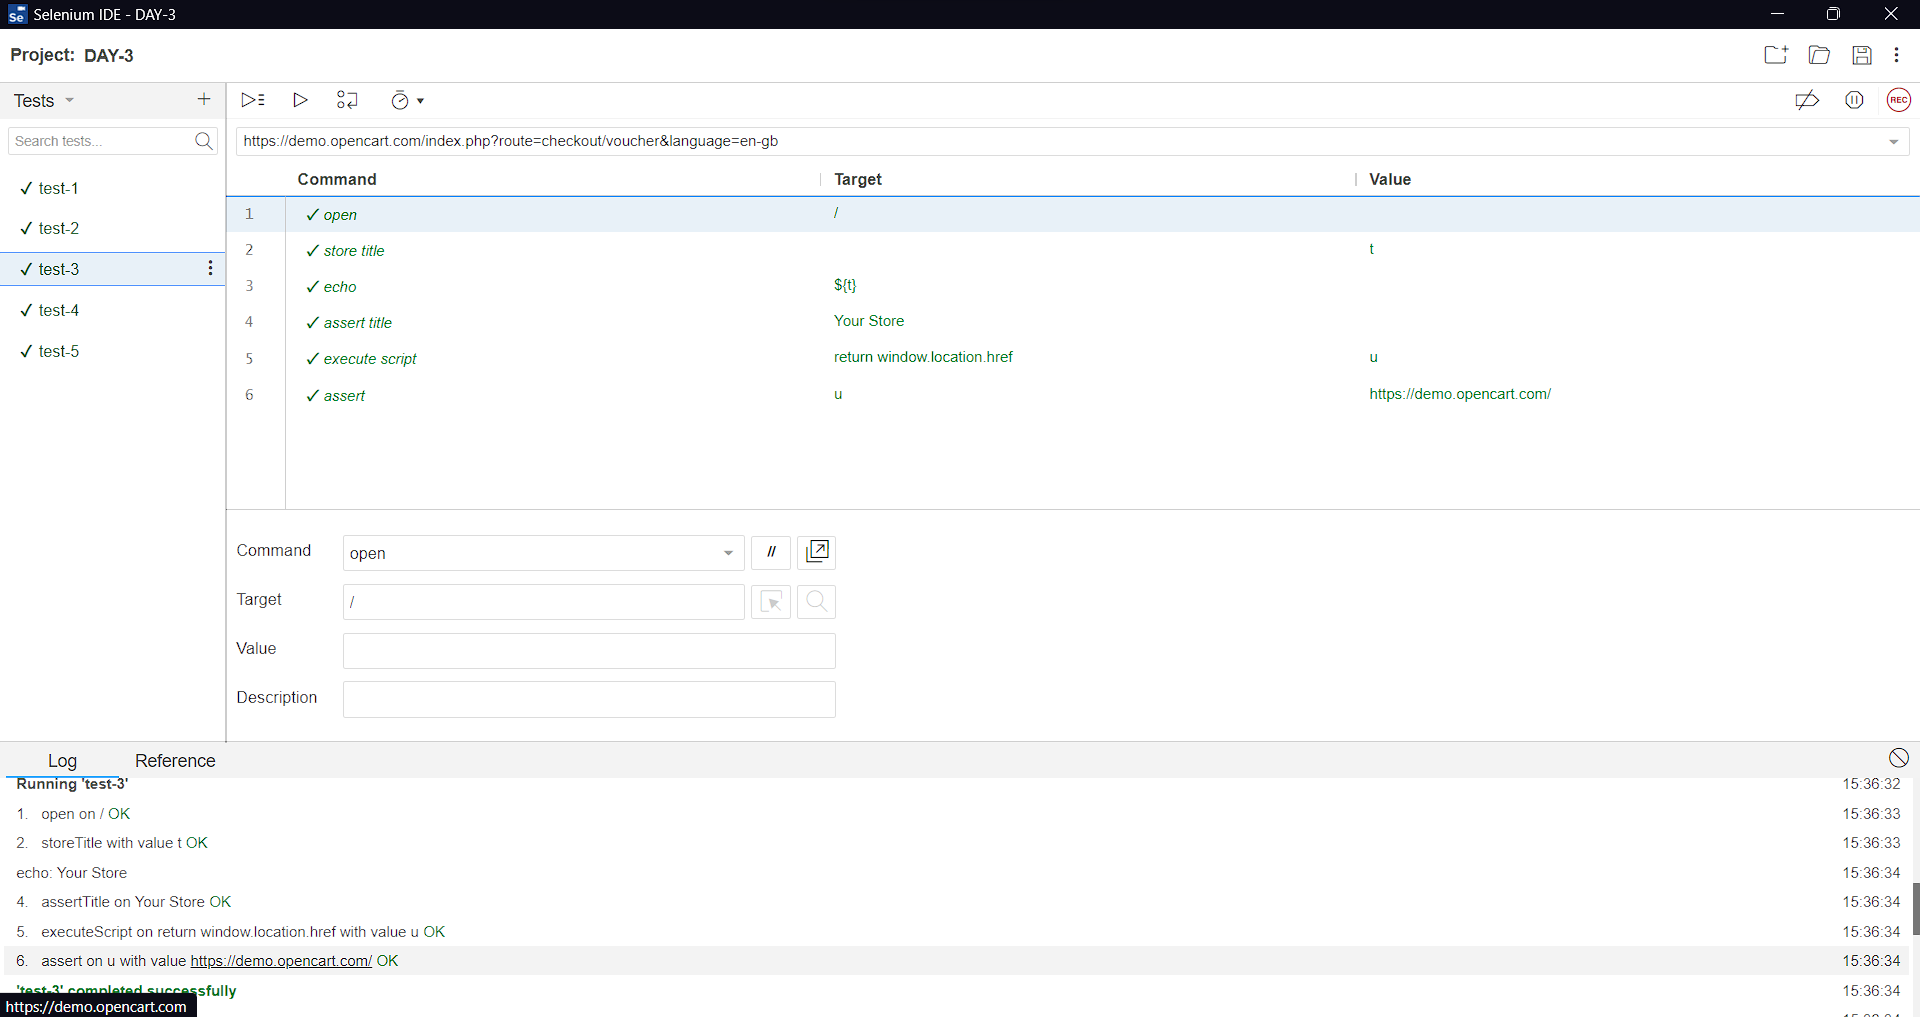 Selenium IDE - DAY-3
Project: DAY-3
Tests
Search tests...
✓ test-1
✓ test-2
✓ test-3
✓ test-4
✓ test-5
REC
https://demo.opencart.com/index.php?route=checkout/voucher&language=en-gb
Command Target Value
1 ✓ open /
2 ✓ store title t
3 ✓ echo ${t}
4 ✓ assert title Your Store
5 ✓ execute script return window.location.href u
6 ✓ assert u https://demo.opencart.com/
Command open //
Target /
Value
Description
Log Reference
Running 'test-3' 15:36:32
1. open on / OK 15:36:33
2. storeTitle with value t OK 15:36:33
echo: Your Store 15:36:34
4. assertTitle on Your Store OK 15:36:34
5. executeScript on return window.location.href with value u OK 15:36:34
6. assert on u with value https://demo.opencart.com/ OK 15:36:34
'test-3' completed successfully 15:36:34
https://demo.opencart.com